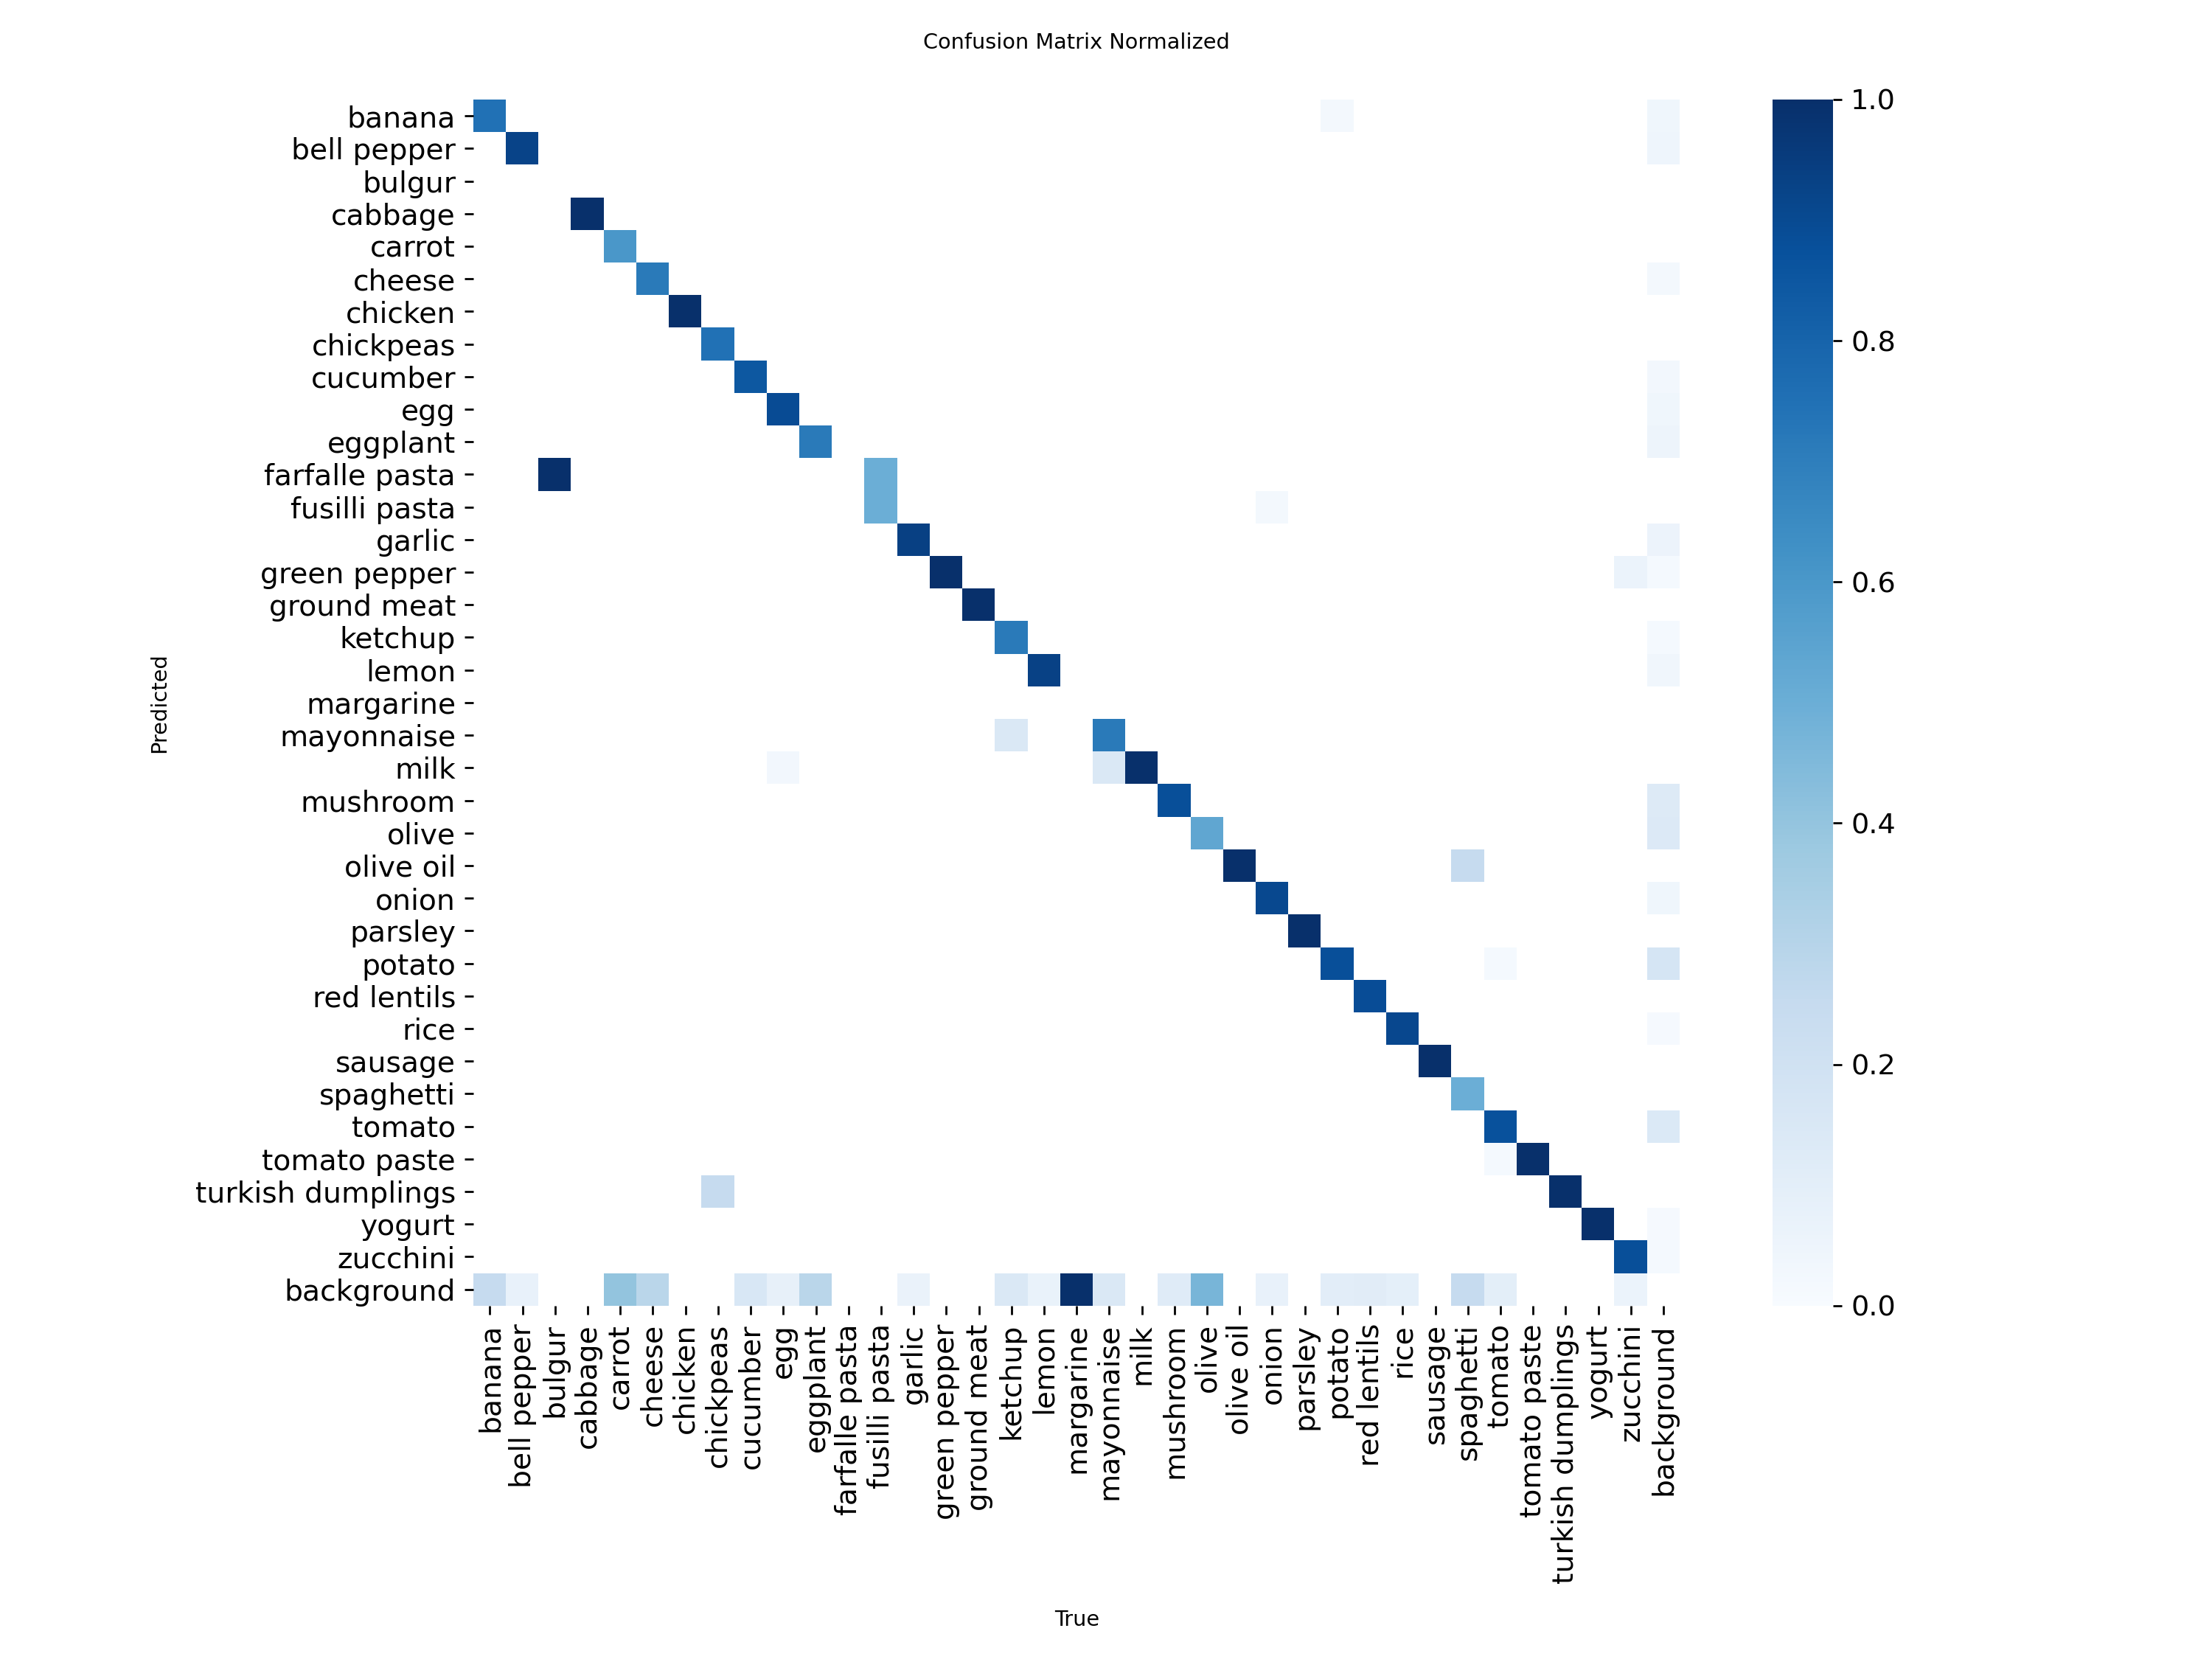 Confusion Matrix Normalized
banana
bell pepper
bulgur
cabbage
carrot
cheese
chicken
chickpeas
cucumber
egg
eggplant
farfalle pasta
fusilli pasta
garlic
green pepper
ground meat
ketchup
lemon
margarine
mayonnaise
milk
mushroom
olive
olive oil
onion
parsley
potato
red lentils
rice
sausage
spaghetti
tomato
tomato paste
turkish dumplings
yogurt
zucchini
background
Predicted
banana
bell pepper
bulgur
cabbage
carrot
cheese
chicken
chickpeas
cucumber
egg
eggplant
farfalle pasta
fusilli pasta
garlic
green pepper
ground meat
ketchup
lemon
margarine
mayonnaise
milk
mushroom
olive
olive oil
onion
parsley
potato
red lentils
rice
sausage
spaghetti
tomato
tomato paste
turkish dumplings
yogurt
zucchini
background
True
1.0
0.8
0.6
0.4
0.2
0.0